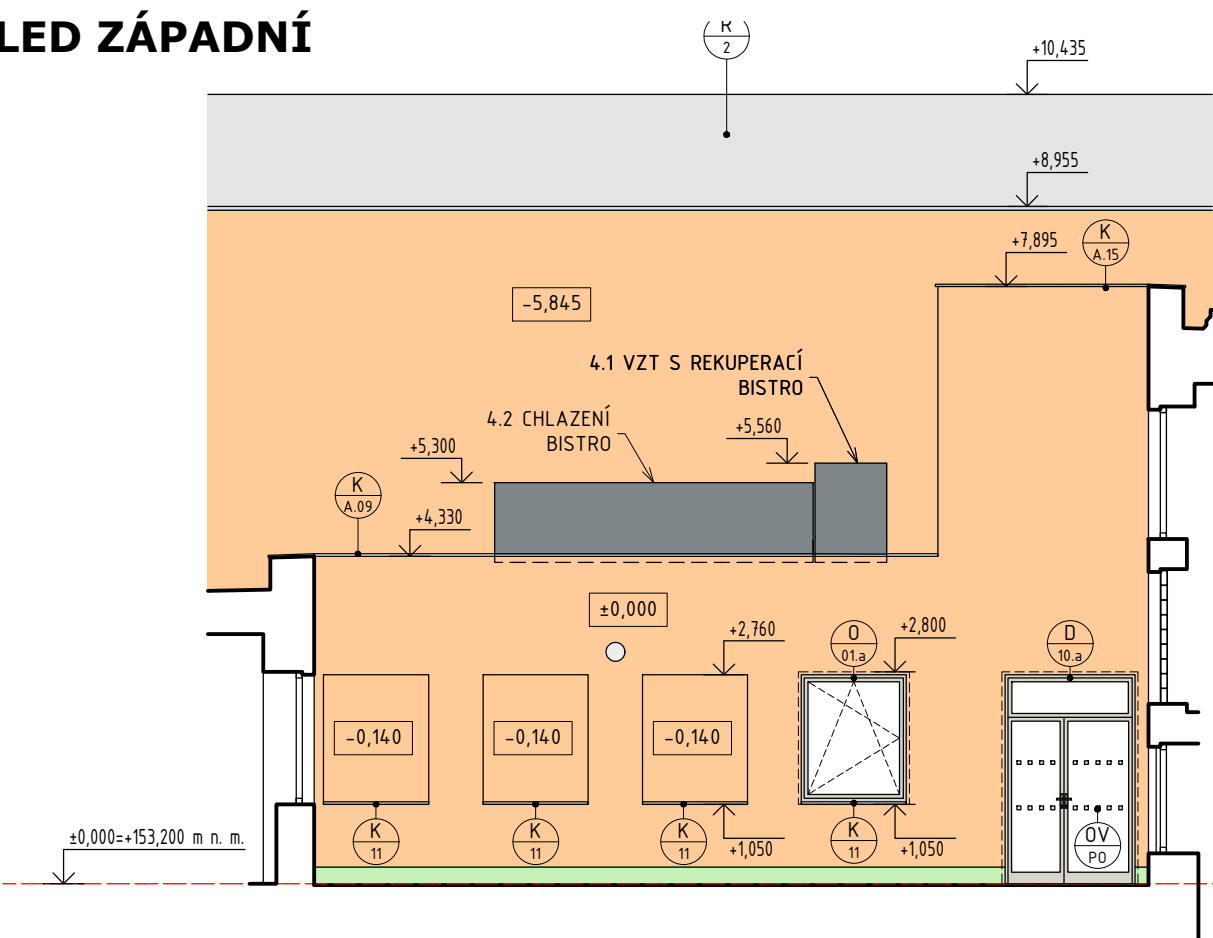 LED ZÁPADNÍ
R
2
+10,435
+8,955
+7,895
K
A.15
-5,845
4.1 VZT S REKUPERACÍ
BISTRO
4.2 CHLAZENÍ
BISTRO
+5,560
+5,300
K
A.09
+4,330
±0,000
+2,760
O
01.a
+2,800
D
10.a
-0,140
-0,140
-0,140
K
11
K
11
K
11
+1,050
K
11
+1,050
OV
PO
±0,000=+153,200 m n. m.